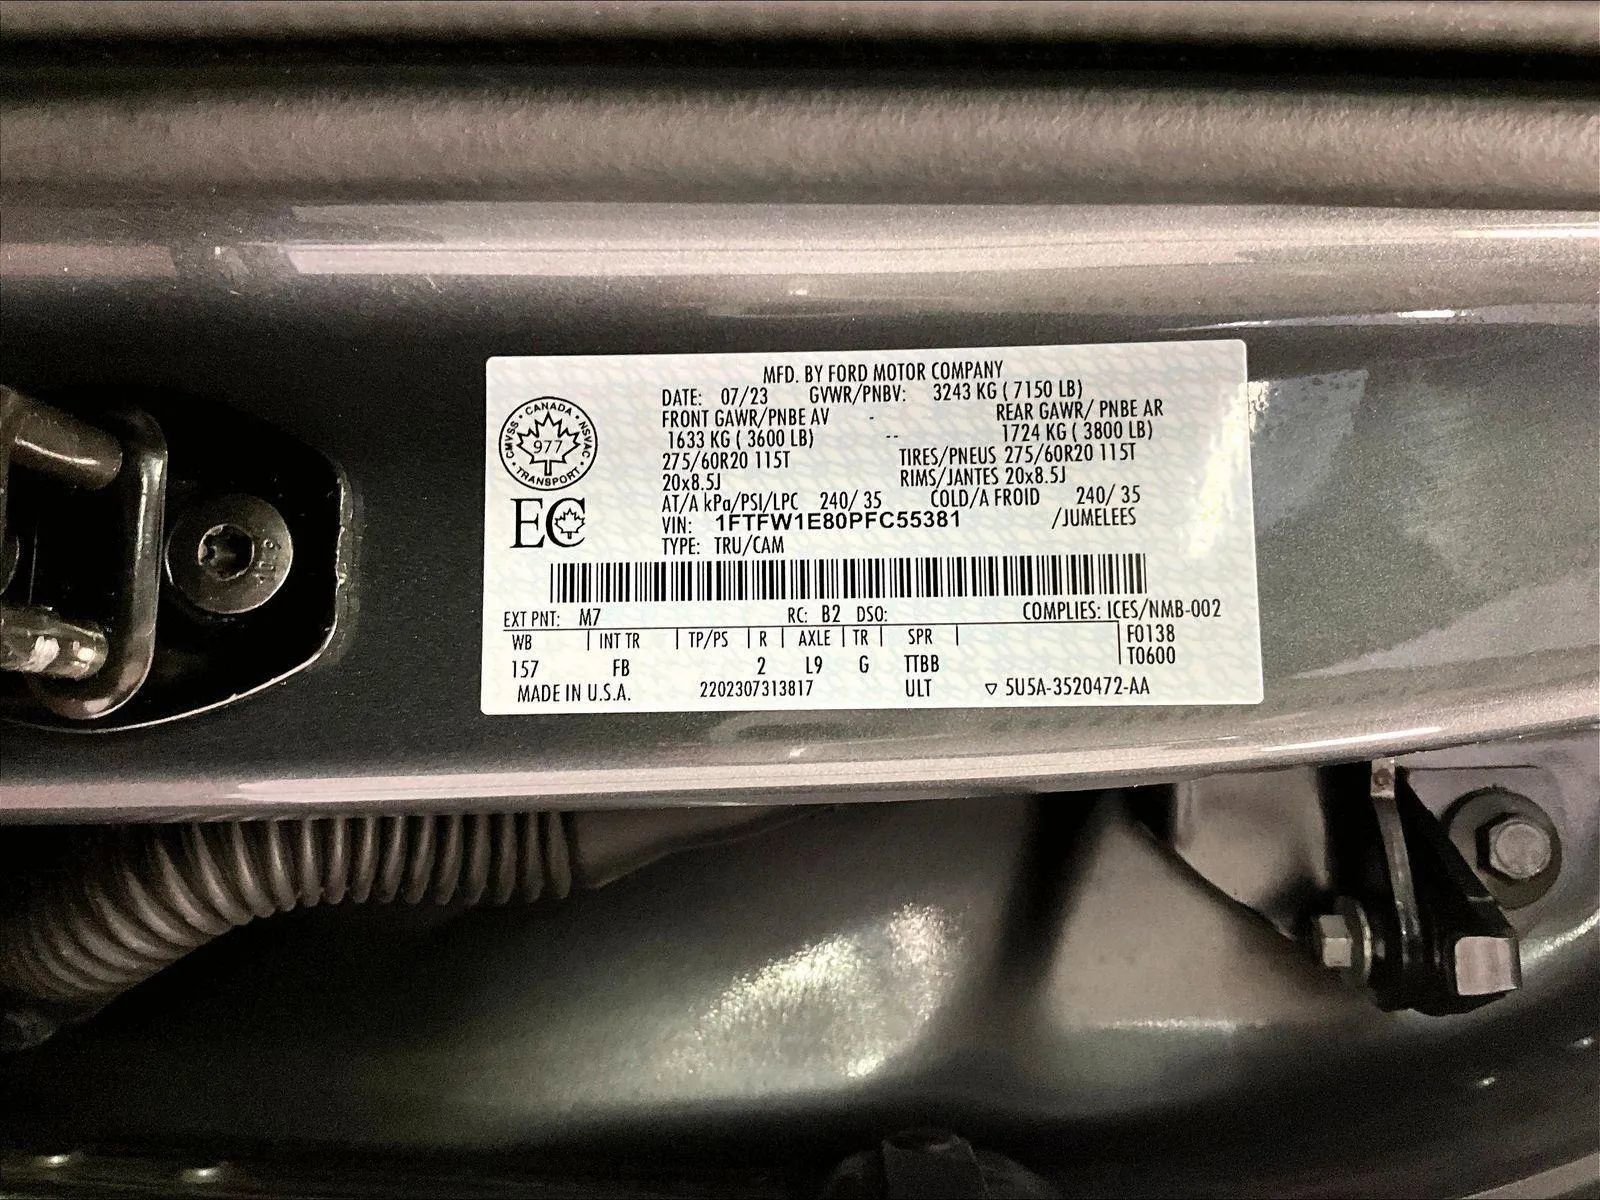 MFD. BY FORD MOTOR COMPANY
DATE: 07/23 GVWR/PNBV: 3243 KG ( 7150 LB)
FRONT GAWR/PNBE AV - REAR GAWR/ PNBE AR
1633 KG ( 3600 LB) -- 1724 KG ( 3800 LB)
275/60R20 115T TIRES/PNEUS 275/60R20 115T
20x8.5J RIMS/JANTES 20x8.5J
AT/A kPa/PSI/LPC 240/ 35 COLD/A FROID 240/ 35
VIN: 1FTFW1E80PFC55381 /JUMELEES
TYPE: TRU/CAM
CANADA · NSVAC · TRANSPORT · CMVSS
977
EC
EXT PNT: M7 RC: B2 DSO: COMPLIES: ICES/NMB-002
WB | INT TR | TP/PS | R | AXLE | TR | SPR | F0138
157 FB 2 L9 G TTBB T0600
MADE IN U.S.A. 2202307313817 ULT ▽ 5U5A-3520472-AA
10.9